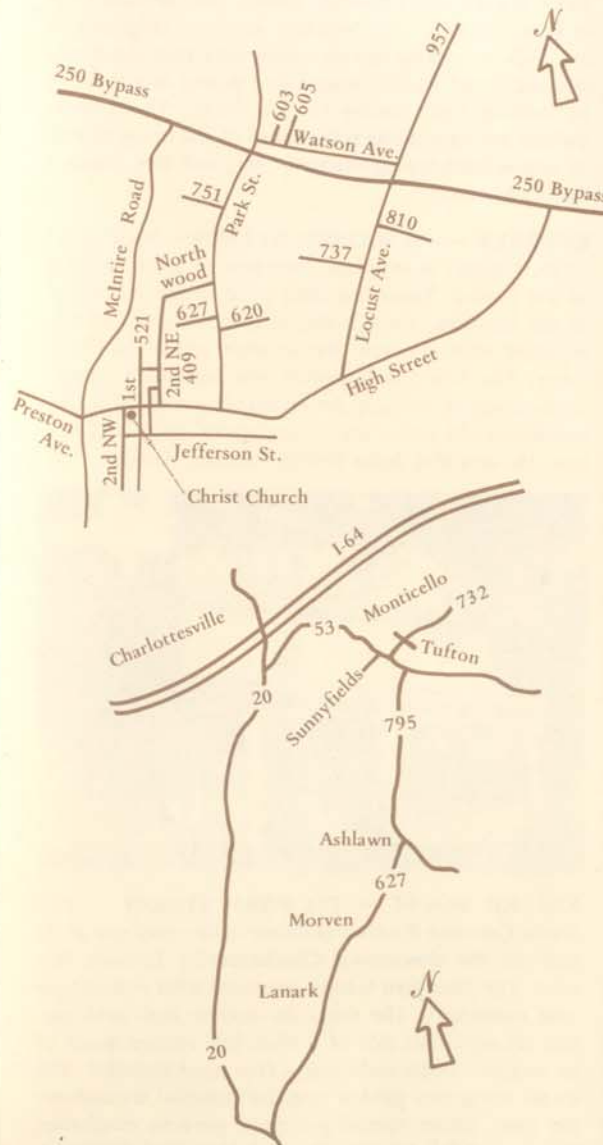 N
957
250 Bypass
603
605
Watson Ave.
250 Bypass
751
Park St.
810
McIntire Road
737
Locust Ave.
North
wood
627
620
521
2nd NE
409
High Street
1st
Preston
Ave.
2nd NW
Jefferson St.
Christ Church
I-64
Charlottesville
Monticello
732
53
Tufton
Sunnyfields
20
795
Ashlawn
627
Morven
Lanark
N
20